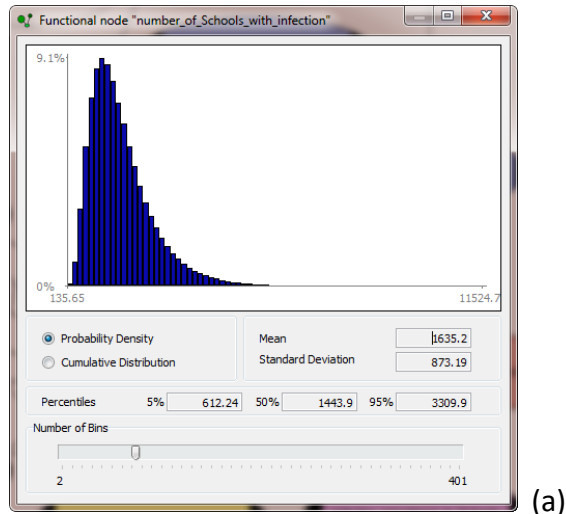 Functional node "number_of_Schools_with_infection"
9.1%
0%
135.65 11524.7
Probability Density
Cumulative Distribution
Mean 1635.2
Standard Deviation 873.19
Percentiles 5% 612.24 50% 1443.9 95% 3309.9
Number of Bins
2 401
(a)